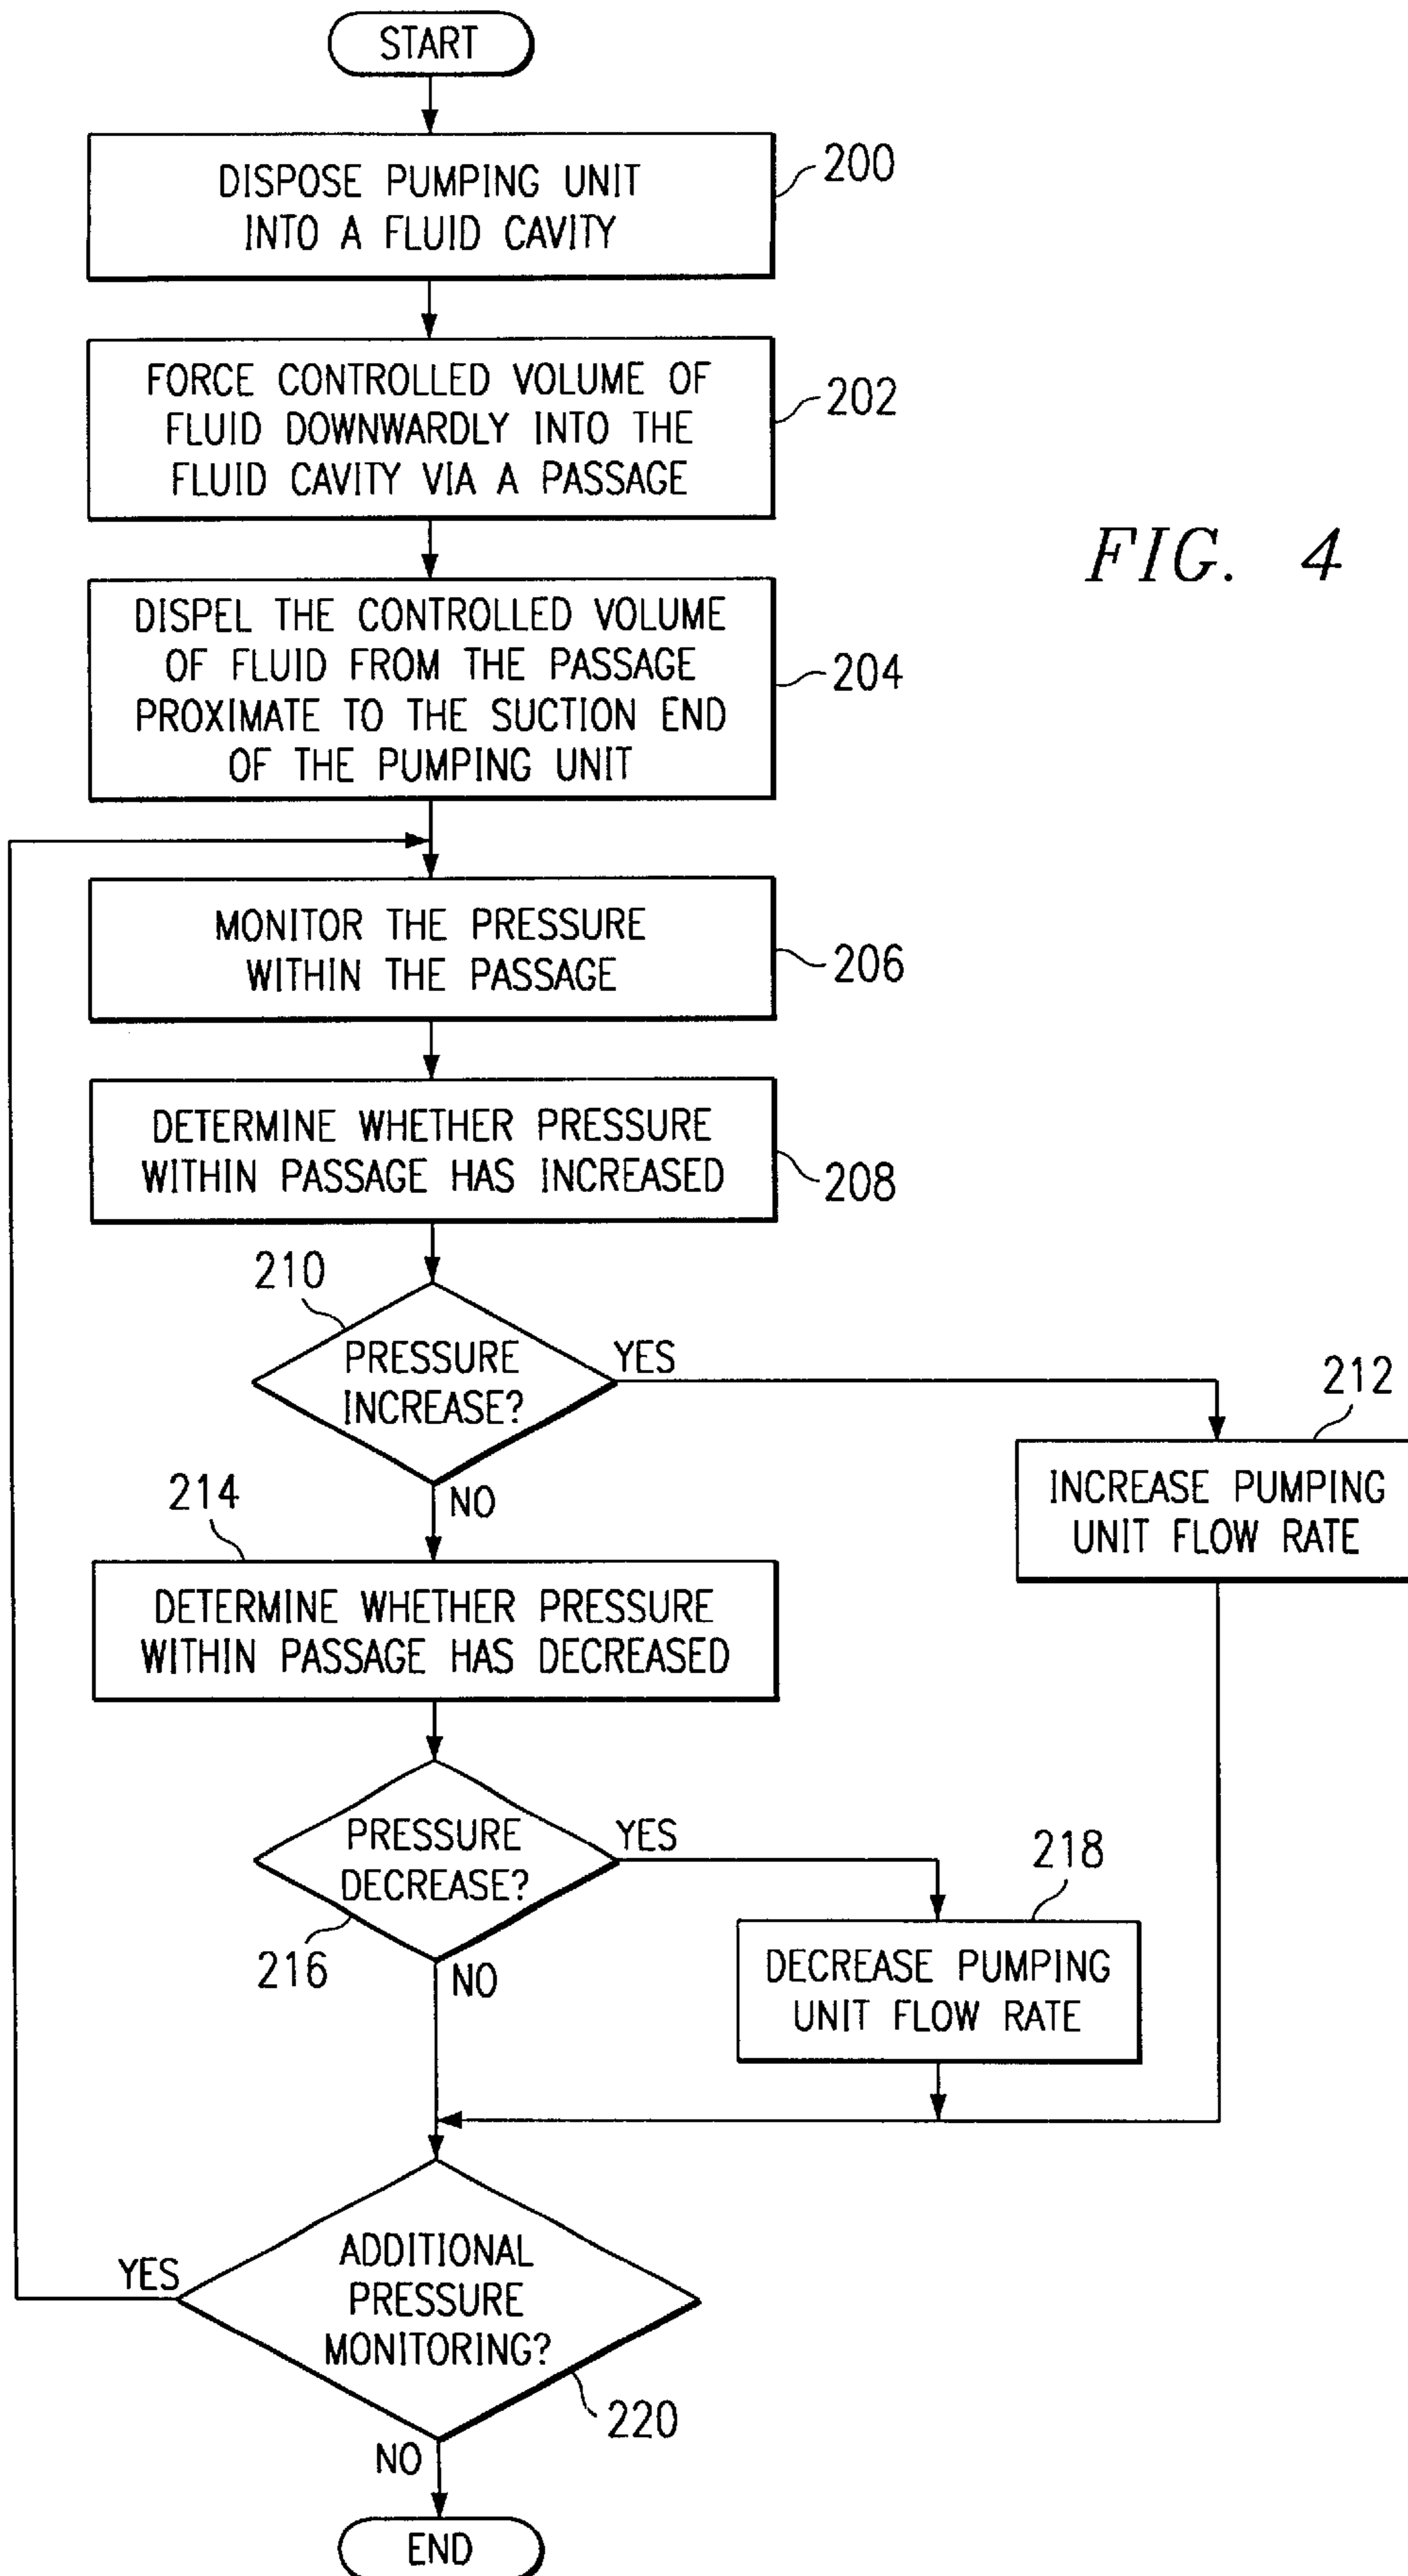 START
DISPOSE PUMPING UNIT
INTO A FLUID CAVITY
200
FORCE CONTROLLED VOLUME OF
FLUID DOWNWARDLY INTO THE
FLUID CAVITY VIA A PASSAGE
202
FIG. 4
DISPEL THE CONTROLLED VOLUME
OF FLUID FROM THE PASSAGE
PROXIMATE TO THE SUCTION END
OF THE PUMPING UNIT
204
MONITOR THE PRESSURE
WITHIN THE PASSAGE
206
DETERMINE WHETHER PRESSURE
WITHIN PASSAGE HAS INCREASED
208
210
PRESSURE
INCREASE?
YES
NO
212
INCREASE PUMPING
UNIT FLOW RATE
214
DETERMINE WHETHER PRESSURE
WITHIN PASSAGE HAS DECREASED
PRESSURE
DECREASE?
YES
216
NO
218
DECREASE PUMPING
UNIT FLOW RATE
YES
ADDITIONAL
PRESSURE
MONITORING?
220
NO
END